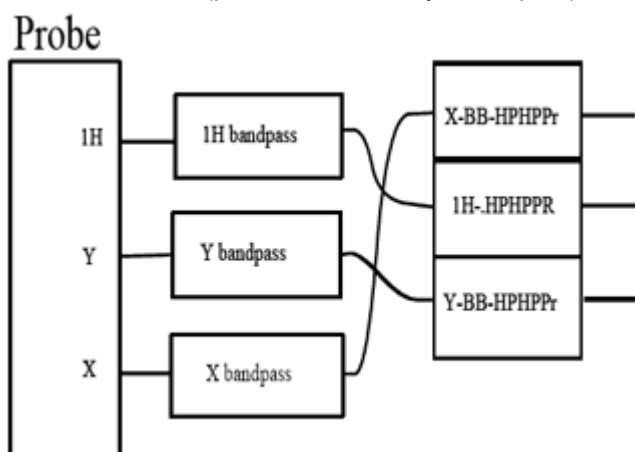 Probe
1H
1H bandpass
X-BB-HPHPPr
1H-.HPHPPR
Y
Y bandpass
Y-BB-HPHPPr
X
X bandpass